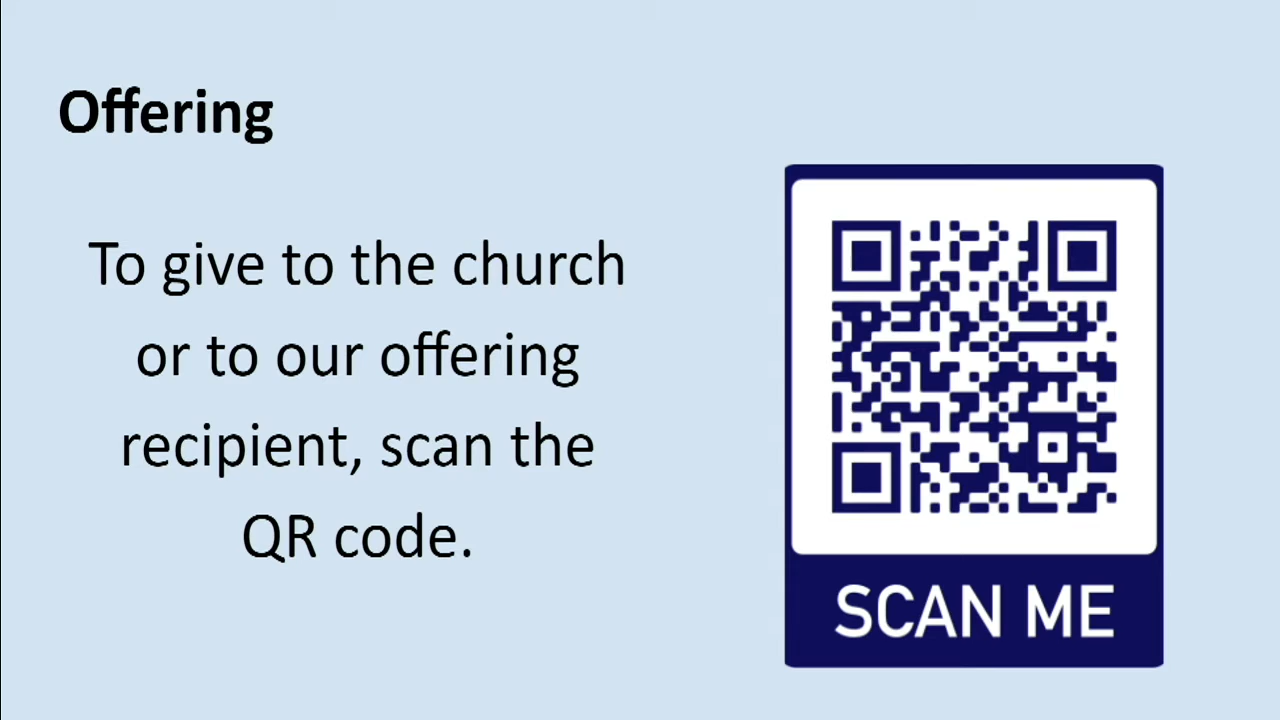 Offering
To give to the church
or to our offering
recipient, scan the
QR code.
SCAN ME